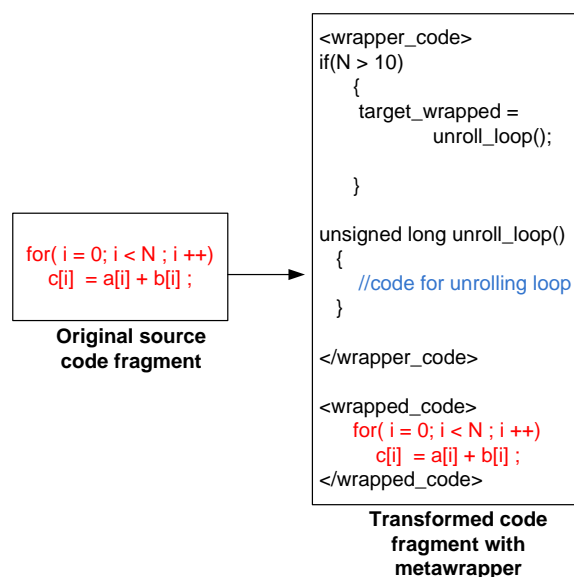 for( i = 0; i < N ; i ++)
c[i] = a[i] + b[i] ;
Original source
code fragment
<wrapper_code>
if(N > 10)
{
target_wrapped =
unroll_loop();
}
unsigned long unroll_loop()
{
//code for unrolling loop
}
</wrapper_code>
<wrapped_code>
for( i = 0; i < N ; i ++)
c[i] = a[i] + b[i] ;
</wrapped_code>
Transformed code
fragment with
metawrapper